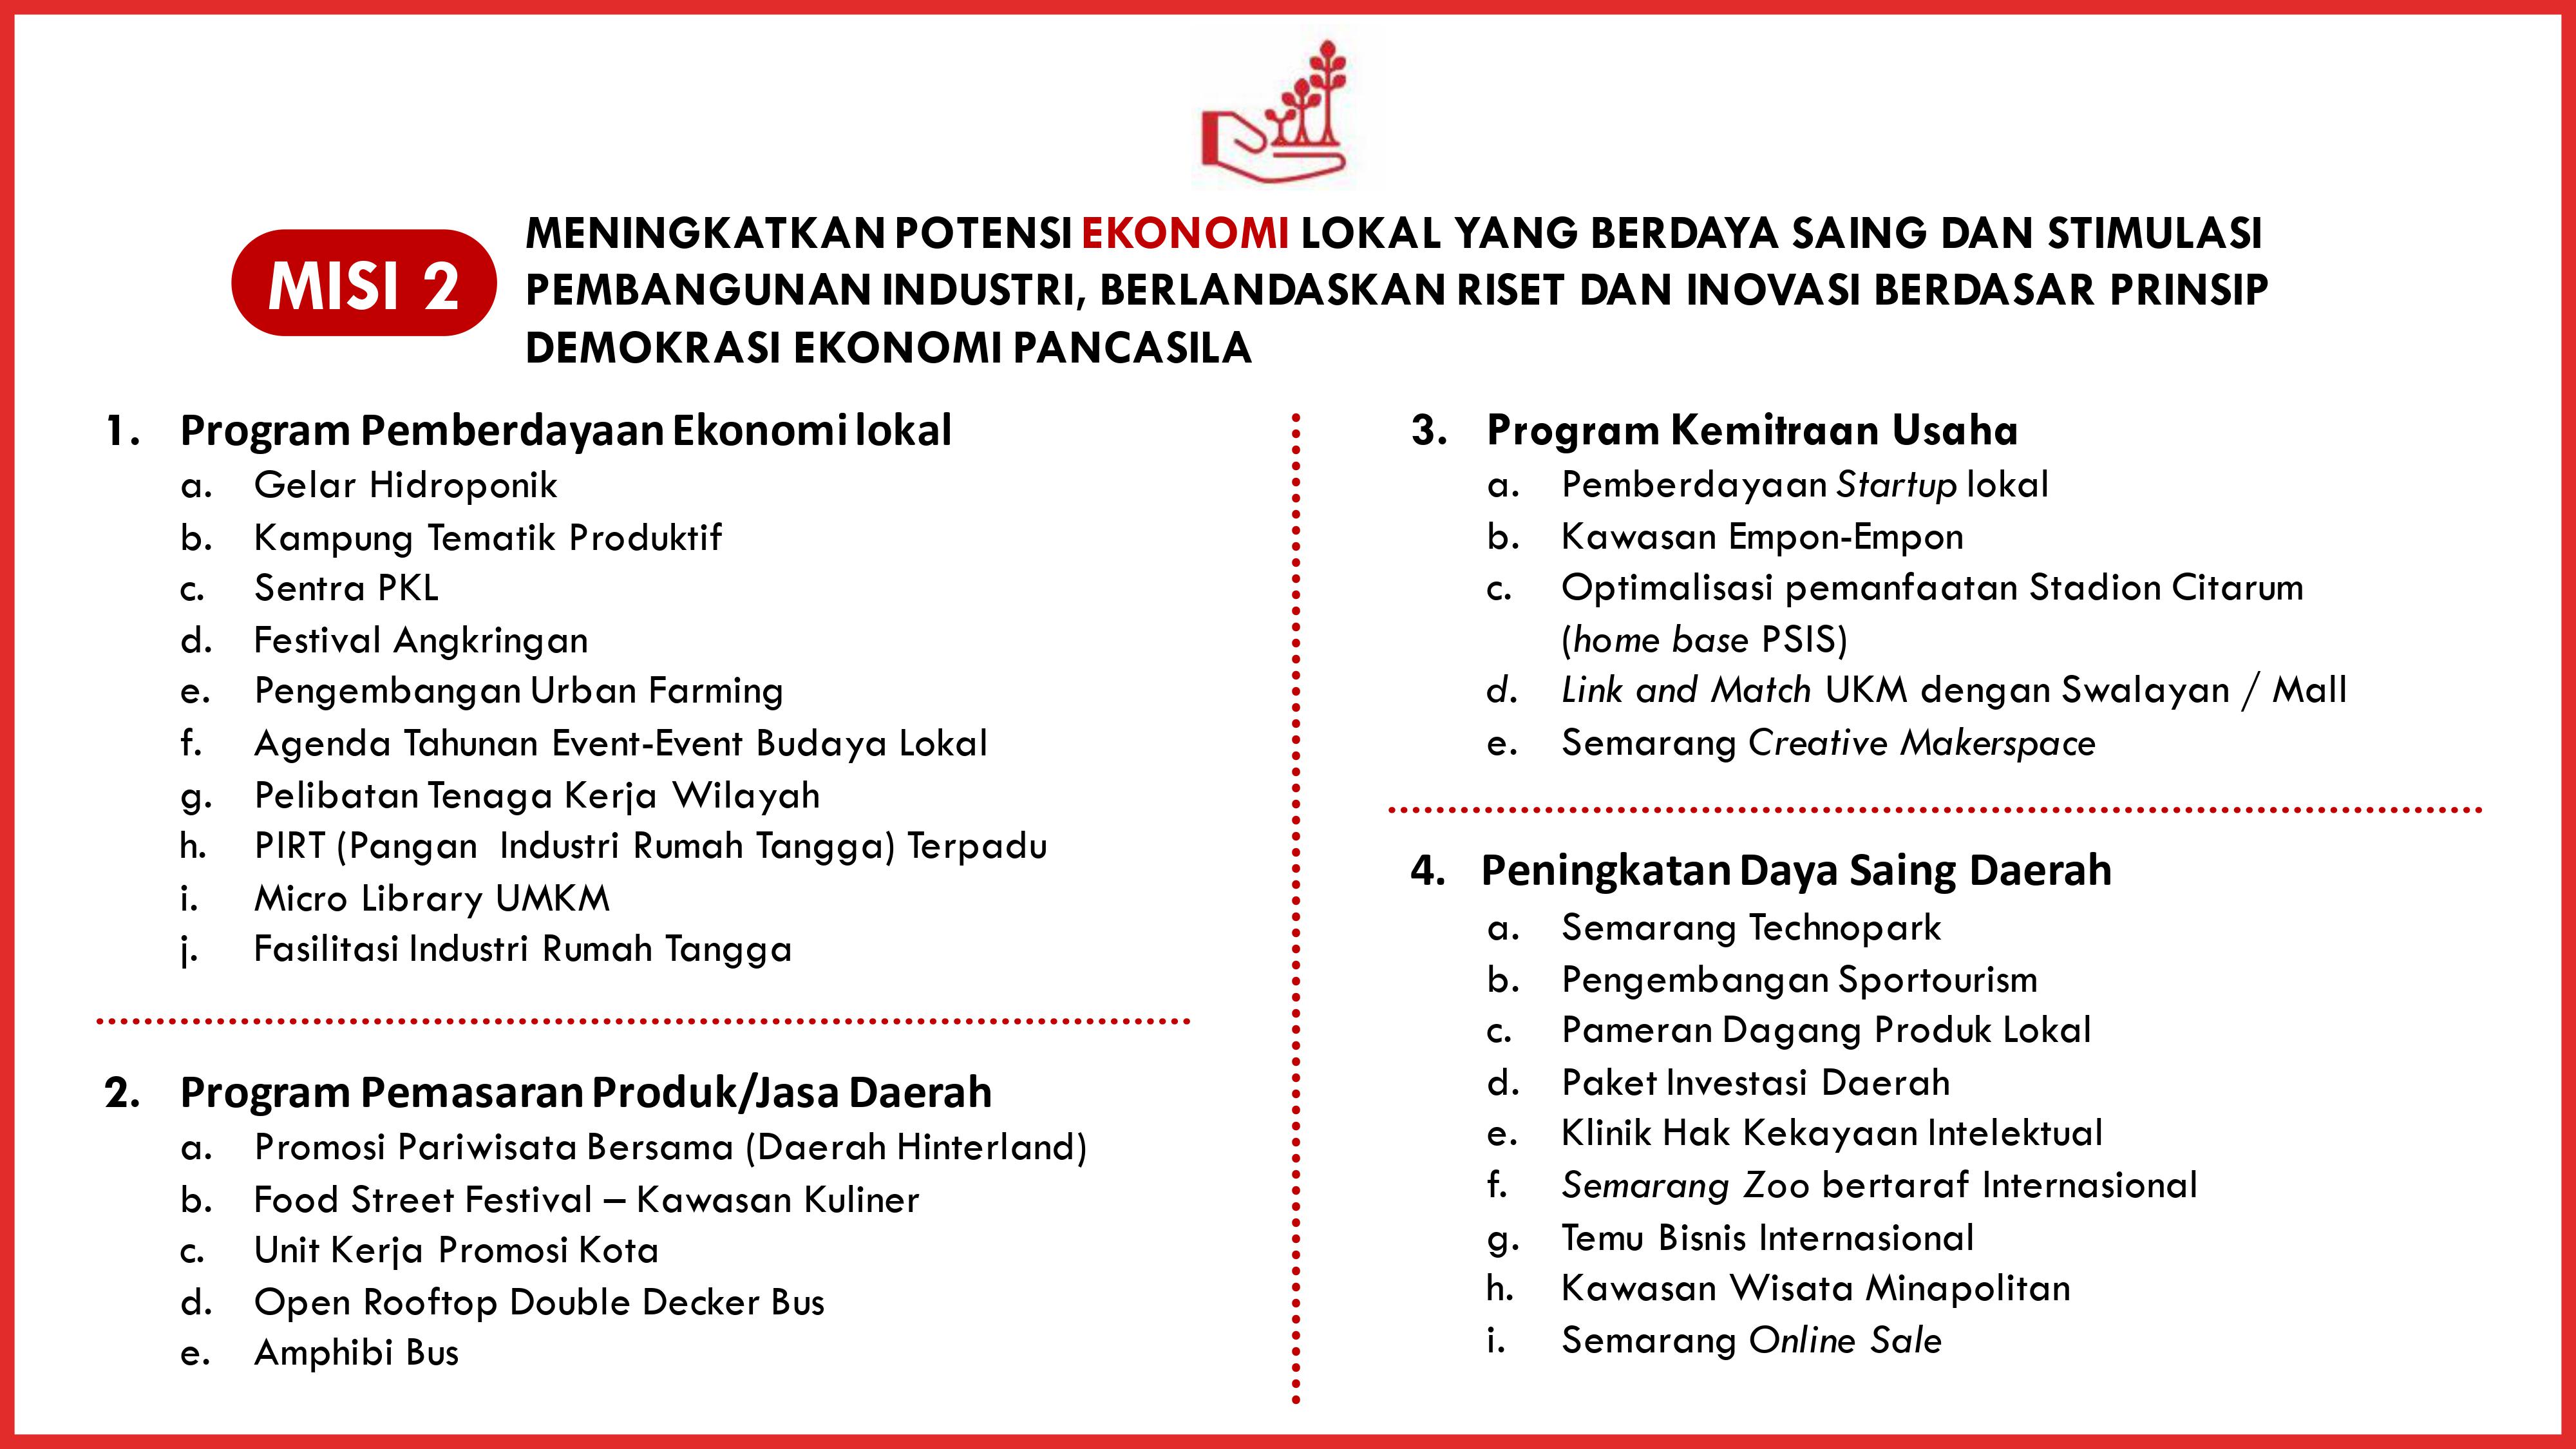 MISI 2
MENINGKATKAN POTENSI EKONOMI LOKAL YANG BERDAYA SAING DAN STIMULASI
PEMBANGUNAN INDUSTRI, BERLANDASKAN RISET DAN INOVASI BERDASAR PRINSIP
DEMOKRASI EKONOMI PANCASILA
1. Program Pemberdayaan Ekonomi lokal
a. Gelar Hidroponik
b. Kampung Tematik Produktif
c. Sentra PKL
d. Festival Angkringan
e. Pengembangan Urban Farming
f. Agenda Tahunan Event-Event Budaya Lokal
g. Pelibatan Tenaga Kerja Wilayah
h. PIRT (Pangan Industri Rumah Tangga) Terpadu
i. Micro Library UMKM
j. Fasilitasi Industri Rumah Tangga
2. Program Pemasaran Produk/Jasa Daerah
a. Promosi Pariwisata Bersama (Daerah Hinterland)
b. Food Street Festival – Kawasan Kuliner
c. Unit Kerja Promosi Kota
d. Open Rooftop Double Decker Bus
e. Amphibi Bus
3. Program Kemitraan Usaha
a. Pemberdayaan Startup lokal
b. Kawasan Empon-Empon
c. Optimalisasi pemanfaatan Stadion Citarum
(home base PSIS)
d. Link and Match UKM dengan Swalayan / Mall
e. Semarang Creative Makerspace
4. Peningkatan Daya Saing Daerah
a. Semarang Technopark
b. Pengembangan Sportourism
c. Pameran Dagang Produk Lokal
d. Paket Investasi Daerah
e. Klinik Hak Kekayaan Intelektual
f. Semarang Zoo bertaraf Internasional
g. Temu Bisnis Internasional
h. Kawasan Wisata Minapolitan
i. Semarang Online Sale